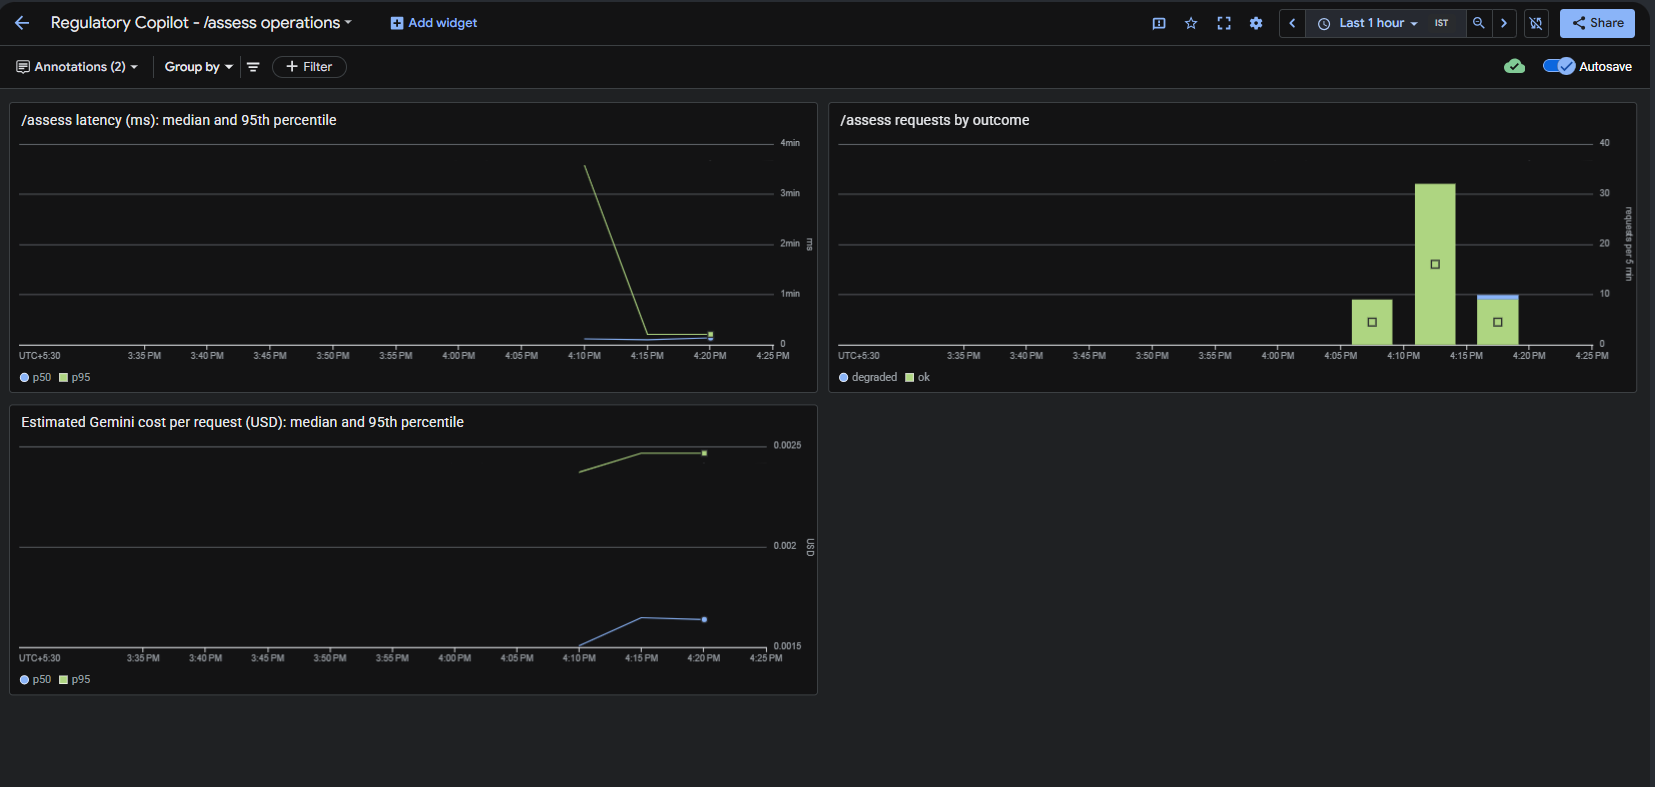 Regulatory Copilot - /assess operations
Add widget
Last 1 hour IST
Share
Annotations (2)
Group by
Filter
Autosave
/assess latency (ms): median and 95th percentile
4min
3min
2min
1min
0
ms
UTC+5:30 3:35 PM 3:40 PM 3:45 PM 3:50 PM 3:55 PM 4:00 PM 4:05 PM 4:10 PM 4:15 PM 4:20 PM 4:25 PM
p50 p95
/assess requests by outcome
40
30
20
10
0
requests per 5 min
UTC+5:30 3:35 PM 3:40 PM 3:45 PM 3:50 PM 3:55 PM 4:00 PM 4:05 PM 4:10 PM 4:15 PM 4:20 PM 4:25 PM
degraded ok
Estimated Gemini cost per request (USD): median and 95th percentile
0.0025
0.002
0.0015
USD
UTC+5:30 3:35 PM 3:40 PM 3:45 PM 3:50 PM 3:55 PM 4:00 PM 4:05 PM 4:10 PM 4:15 PM 4:20 PM 4:25 PM
p50 p95